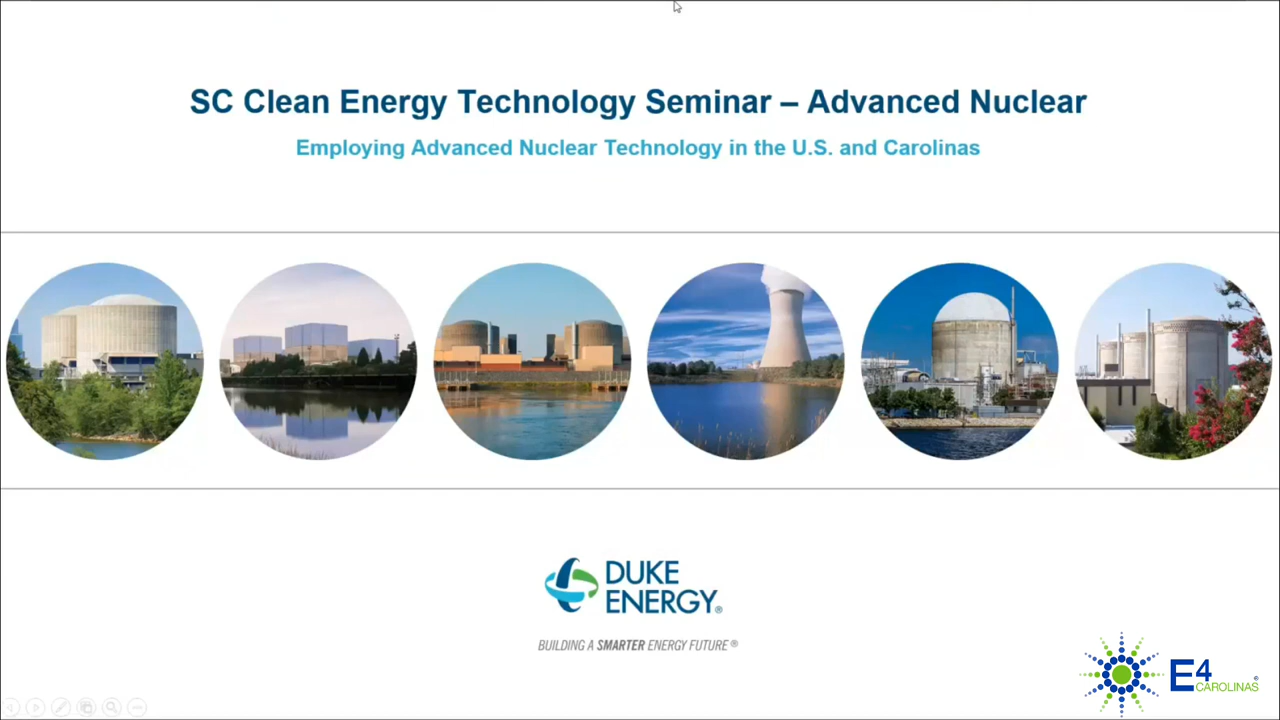 SC Clean Energy Technology Seminar – Advanced Nuclear
Employing Advanced Nuclear Technology in the U.S. and Carolinas
DUKE
ENERGY®
BUILDING A SMARTER ENERGY FUTURE®
E4
CAROLINAS®